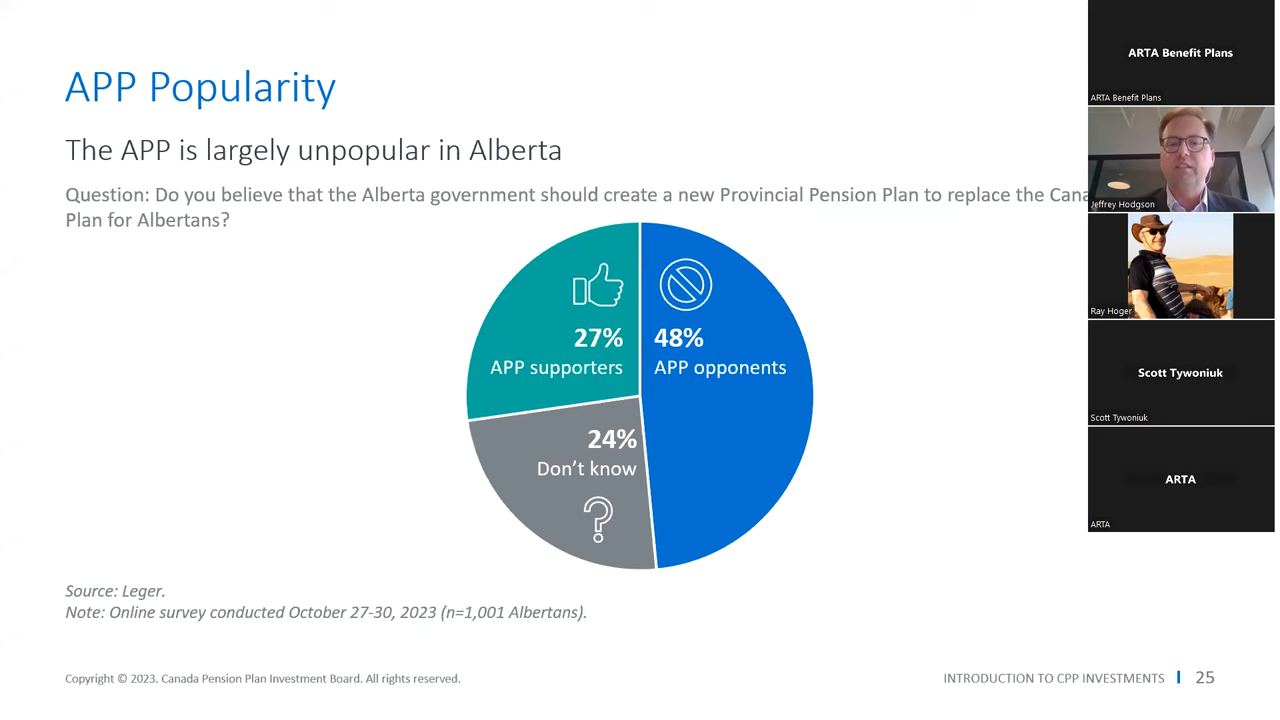 APP Popularity
The APP is largely unpopular in Alberta
Question: Do you believe that the Alberta government should create a new Provincial Pension Plan to replace the Cana
Plan for Albertans?
27%
APP supporters
48%
APP opponents
24%
Don't know
Source: Leger.
Note: Online survey conducted October 27-30, 2023 (n=1,001 Albertans).
Copyright © 2023. Canada Pension Plan Investment Board. All rights reserved.
INTRODUCTION TO CPP INVESTMENTS
25
ARTA Benefit Plans
ARTA Benefit Plans
Jeffrey Hodgson
Ray Hoger
Scott Tywoniuk
Scott Tywoniuk
ARTA
ARTA